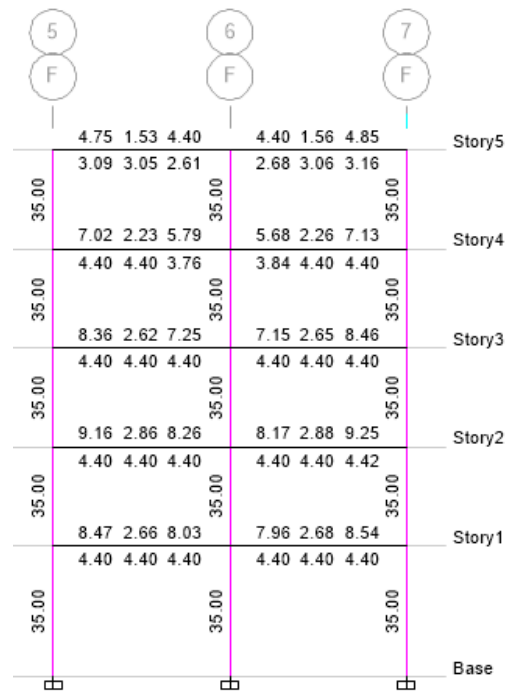 5 6 7
F F F
4.75 1.53 4.40 4.40 1.56 4.85 Story5
3.09 3.05 2.61 2.68 3.06 3.16
35.00 35.00 35.00
7.02 2.23 5.79 5.68 2.26 7.13 Story4
4.40 4.40 3.76 3.84 4.40 4.40
35.00 35.00 35.00
8.36 2.62 7.25 7.15 2.65 8.46 Story3
4.40 4.40 4.40 4.40 4.40 4.40
35.00 35.00 35.00
9.16 2.86 8.26 8.17 2.88 9.25 Story2
4.40 4.40 4.40 4.40 4.40 4.42
35.00 35.00 35.00
8.47 2.66 8.03 7.96 2.68 8.54 Story1
4.40 4.40 4.40 4.40 4.40 4.40
35.00 35.00 35.00
Base